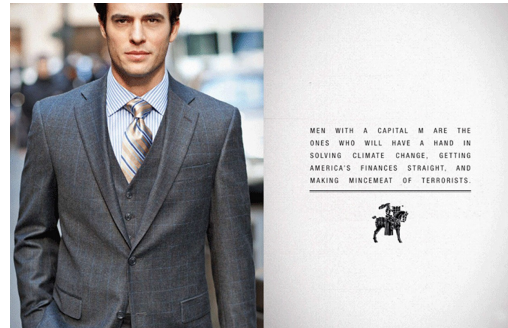 MEN WITH A CAPITAL M ARE THE
ONES WHO WILL HAVE A HAND IN
SOLVING CLIMATE CHANGE, GETTING
AMERICA'S FINANCES STRAIGHT, AND
MAKING MINCEMEAT OF TERRORISTS.